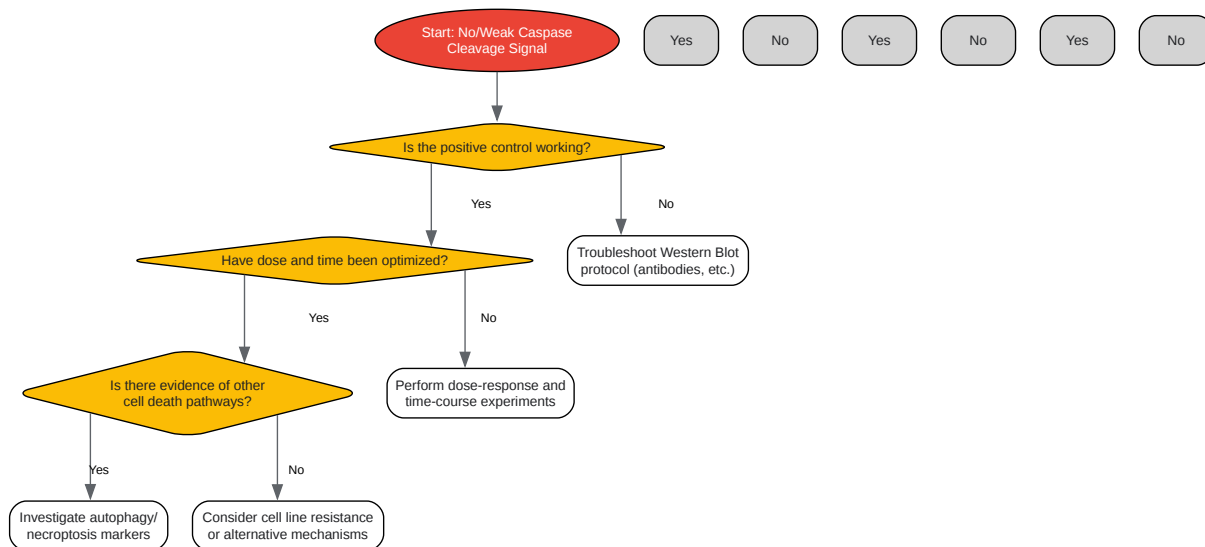 Start: No/Weak Caspase
Cleavage Signal
Yes
No
Yes
No
Yes
No
Is the positive control working?
Yes
No
Have dose and time been optimized?
Troubleshoot Western Blot
protocol (antibodies, etc.)
Yes
No
Is there evidence of other
cell death pathways?
Perform dose-response and
time-course experiments
Yes
No
Investigate autophagy/
necroptosis markers
Consider cell line resistance
or alternative mechanisms